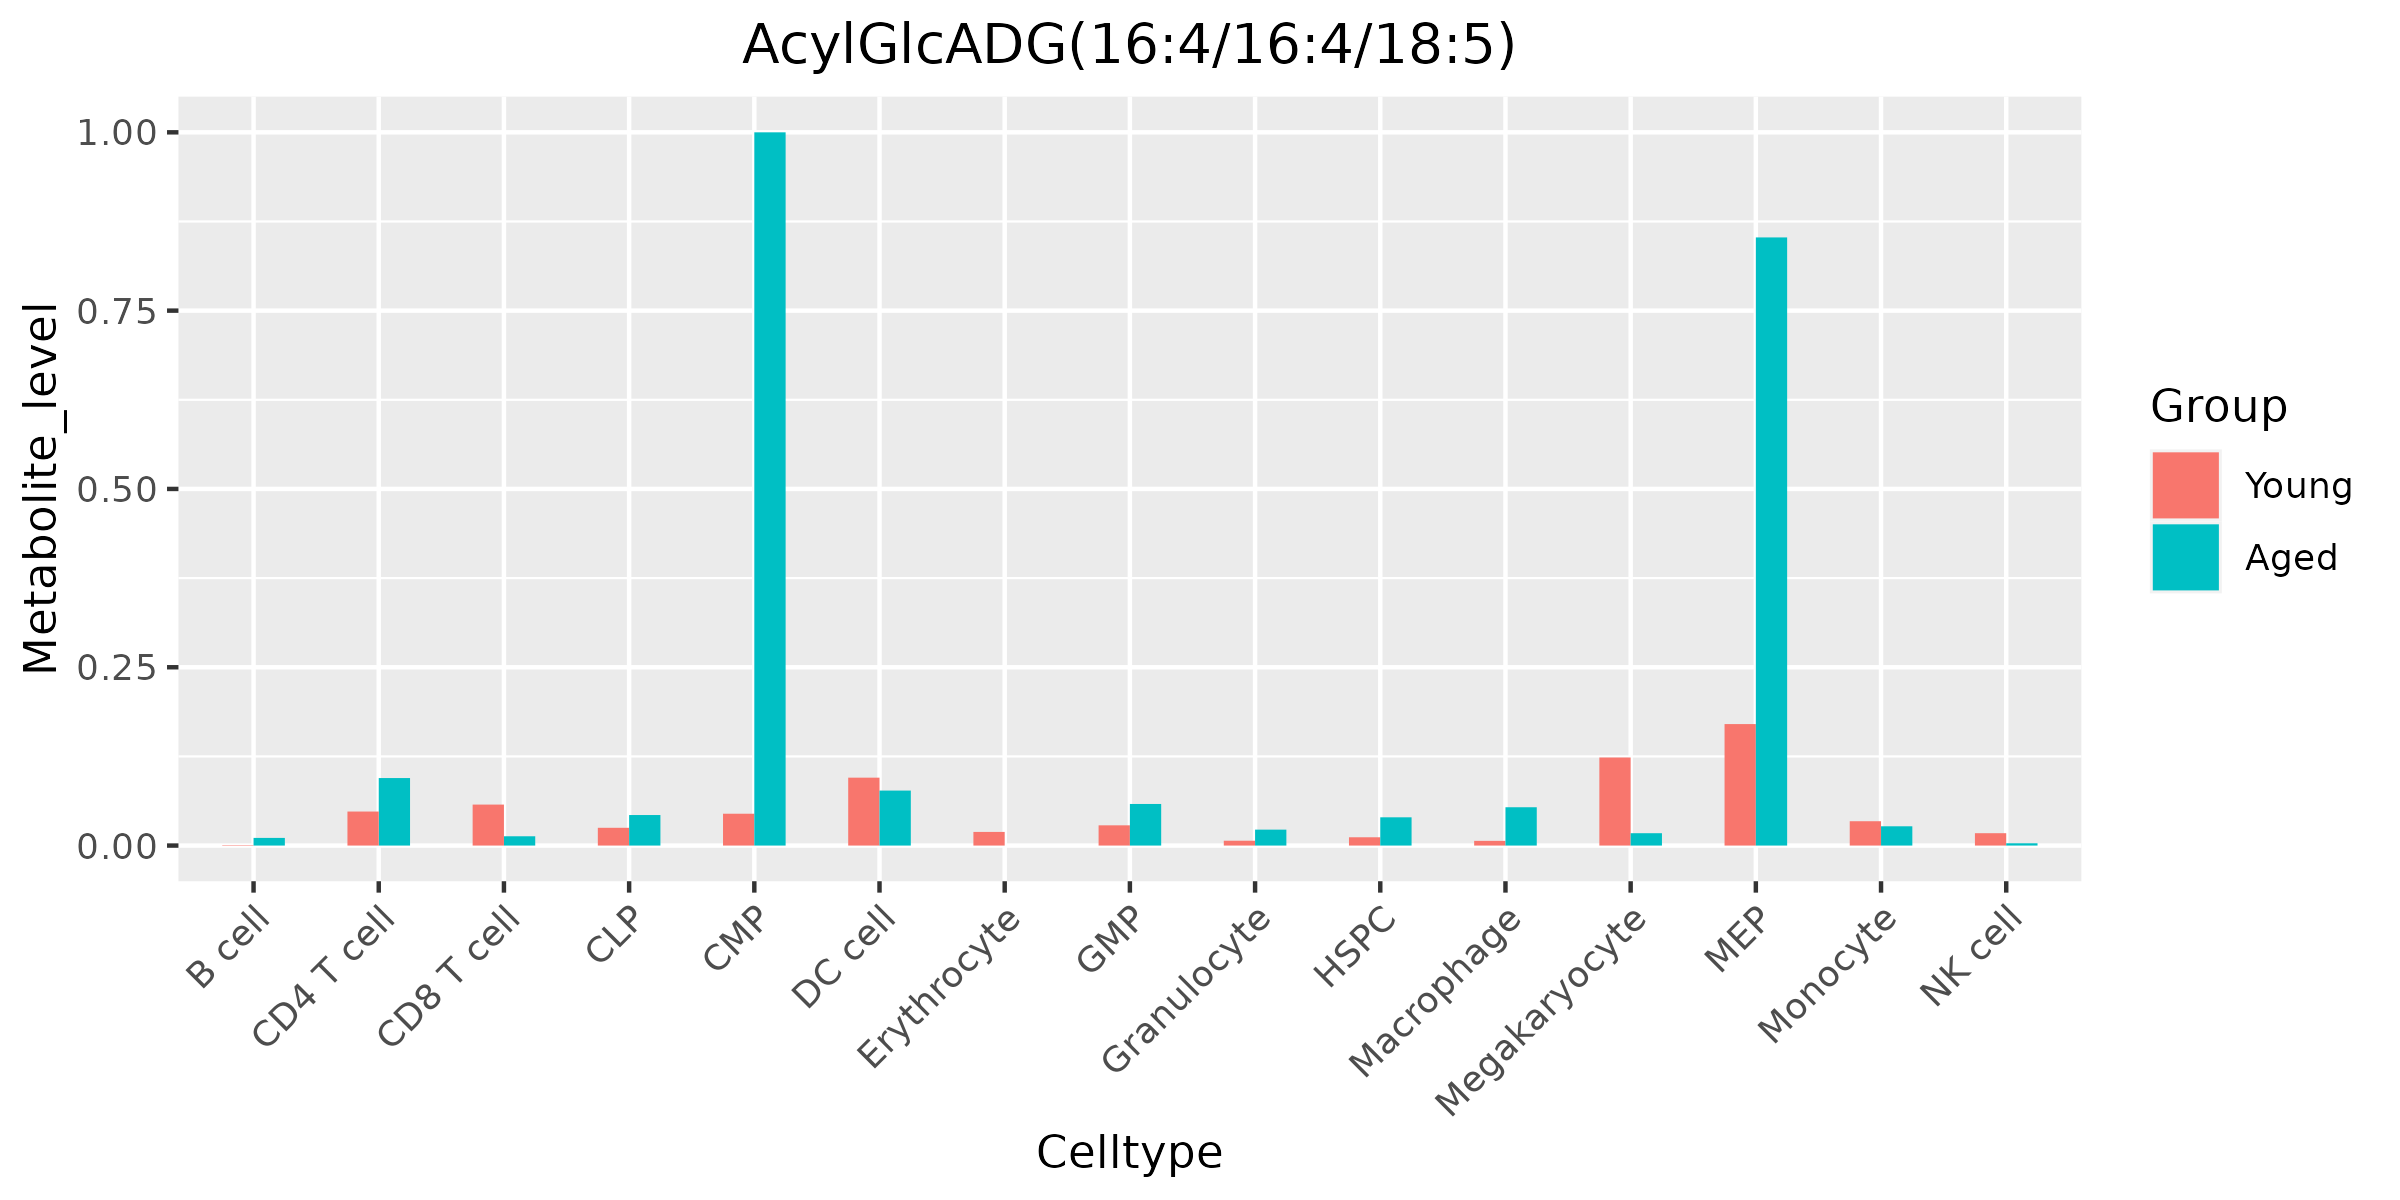 AcylGlcADG(16:4/16:4/18:5)
Metabolite_level
1.00
0.75
0.50
0.25
0.00
B cell
CD4 T cell
CD8 T cell
CLP
CMP
DC cell
Erythrocyte
GMP
Granulocyte
HSPC
Macrophage
Megakaryocyte
MEP
Monocyte
NK cell
Celltype
Group
Young
Aged